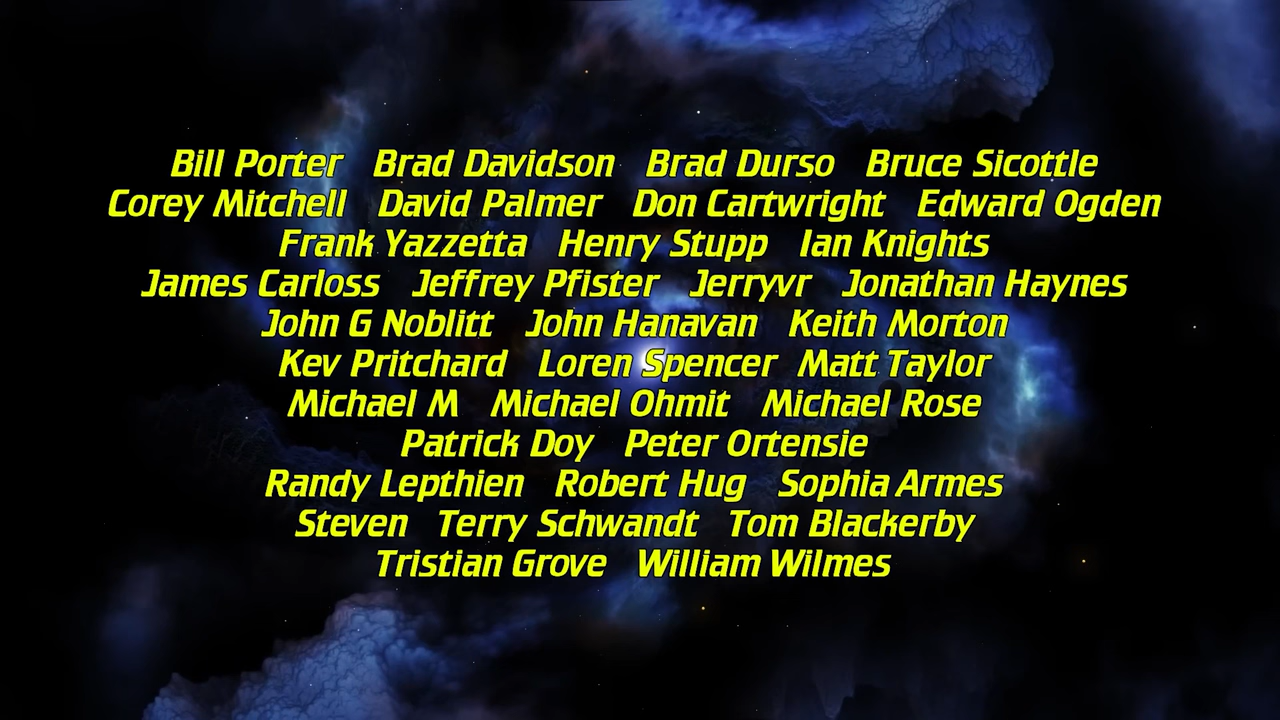 Bill Porter Brad Davidson Brad Durso Bruce Sicottle
Corey Mitchell David Palmer Don Cartwright Edward Ogden
Frank Yazzetta Henry Stupp Ian Knights
James Carloss Jeffrey Pfister Jerryvr Jonathan Haynes
John G Noblitt John Hanavan Keith Morton
Kev Pritchard Loren Spencer Matt Taylor
Michael M Michael Ohmit Michael Rose
Patrick Doy Peter Ortensie
Randy Lepthien Robert Hug Sophia Armes
Steven Terry Schwandt Tom Blackerby
Tristian Grove William Wilmes